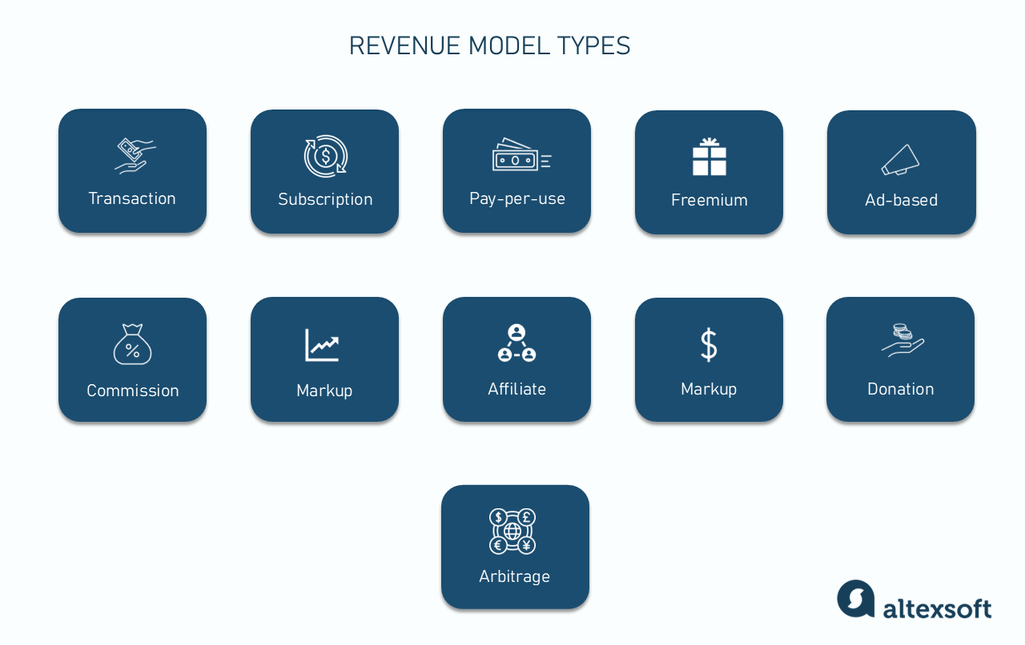 REVENUE MODEL TYPES
Transaction
Subscription
Pay-per-use
Freemium
Ad-based
Commission
Markup
Affiliate
Markup
Donation
Arbitrage
altexsoft